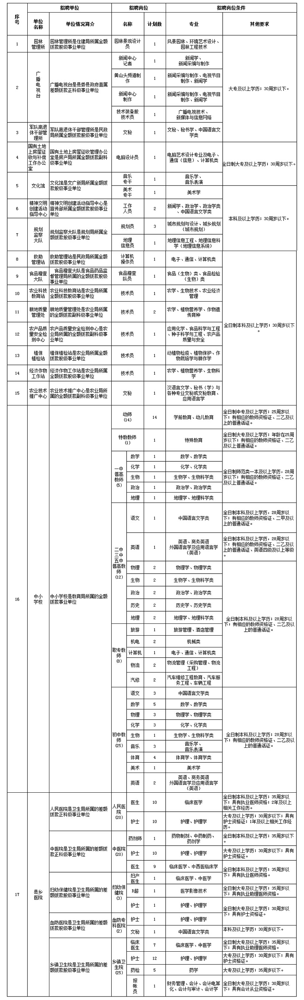 序
号
招聘单位
招聘岗位
招聘岗位条件
单位
名称
单位情况简介
名称
计划数
专业
其他要求
1
园林
管理所
园林管理所是住建局所属全额
拨款股级事业单位
园林景观设计
员
1
风景园林、环境艺术设计、
园林工程技术
大专及以上学历；30周岁以下。
2
广
播
电
视
台
广播电视台是县委县政府直属
差额拨款正科级事业单位
新闻中心
记者
1
新闻学、
新闻采编与制作
黄山头频道制
作
1
新闻采编与制作、电视节目
制作、新闻学
新闻中心
制作
1
新闻采编与制作、电视节目
制作、新闻学
技术装备股
技术员
1
广播电视技术、
新媒体与信息网络
3
军队离退
休干部管
理所
军队离退休干部管理所是民政
局所属全额拨款股级事业单位
文秘
1
文秘、秘书学、中国语言文
学类
4
国有土地
上房屋征
收与补偿
工作办公
室
国有土地上房屋征收管理办公
室是房产局所属全额拨款副科
级事业单位
电脑设计员
1
电脑艺术设计专业及电子、
通信（信息）、计算机类
全日制大专及以上学历；30周岁以下。
5
文化馆
文化馆是文广新局所属全额拨
款股级事业单位
音乐
专干
1
音乐学、
音乐表演
美术
专干
1
美术学
本科及以上学历；30周岁以下。
6
精神文明
创建活动
指导中心
精神文明创建活动指导中心是
宣传部所属全额拨款股级事业
单位
工作
人员
2
新闻学、政治学、政治学类
、中国语言文学类
7
规划
监察
大队
规划监察大队是规划局所属全
额拨款股级事业单位
规划员
3
城市规划与设计、城乡规划
（城市规划）
地理
信息员
1
地理信息工程、地理信息科
学（地理信息系统）
8
救助
管理站
救助管理站是民政局所属全额
拨款股级事业单位
计算机
操作员
1
电子、通信、计算机类
全日制本科及以上学历；30周岁以下
。
9
食品稽查
大队
食品稽查大队是食品药品监
督管理局所属的全额拨款股级
事业单位
食品稽查
队员
1
食品（生物）类、食品检验
（生物）类
10
农业科技
教育站
农业科技教育站是农业局所属
全额拨款股级事业单位
技术员
1
农学、生物技术、农业经济
管理
11
耕地质量
管理处
耕地质量管理处是农业局所属
的全额拨款副科级事业单位
技术员
2
农学、植物营养学、作物遗
传育种
12
农产品质
量安全检
测中心
农产品质量安全检测中心是农
业局所属的全额拨款副科级事
业单位
技术员
1
应用化学、食品科学与工程
、种子科学与工程、农产品
质量与安全
13
植保
植检站
植保植检站是农业局所属全额
拨款股级事业单位
技术员
1
动植物检疫、植物保护、作
物栽培学与耕作学
14
经济作物
工作站
经济作物工作站是农业局所属
全额拨款股级事业单位
技术员
1
农学、植物营养学、生物科
学
15
农业技术
推广中心
农业技术推广中心是农业局所
属的全额拨款副科级事业单位
文秘
1
汉语言文学、秘书（学）与
各种专业文秘或文秘教育、
应用语言学
16
中小
学校
中小学校是教育局所属的全额
拨款事业单位
幼师
(14)
14
学前教育、幼儿教育
全日制中专及以上学历；25周岁以
下；有相应的教师资格证、二乙及以
上的普通话证。
特教教师
(1)
1
特殊教育
全日制大专及以上学历；年龄在25周
岁以下；有相应的教师资格证、二乙
及以上普通话证。
一中
普高
教师
(5)
数学
1
数学、数学类
全日制师范类一本及以上学历，28周
岁以下；有相应的教师资格证、二乙
及以上普通话证。
化学
1
化学、化学类
生物
1
生物学、生物科学类
政治
1
政治学、政治学类
地理
1
地理学、地理科学类
二中
三中
五中
普高教
师
(12)
语文
1
中国语言文学类
全日制本科及以上学历，28周岁以
下；有相应的教师资格证、二甲及以
上的普通话证。
英语
1
英语、商务英语
外国语言学及应用语言学
（英语）
全日制本科及以上学历，28周岁以
下；有相应的教师资格证、二乙及以
上的普通话证、英语四级及以上等级
。
物理
2
物理学、物理学类
全日制本科及以上学历；28周岁以
下；有相应的教师资格证、二乙及以
上的普通话证。
生物
2
生物学、生物科学类
政治
2
政治学、政治学类
历史
2
历史学、历史学类
地理
2
地理学、地理科学类
职专教
师
(8)
旅游
1
旅游管理、酒店管理
机电
2
机械类
计算机
1
电子、通信、计算机类
物流
2
物流管理（采购管理、物流
工程）
汽修
2
汽车维修工程教育、汽车服
务工程、车辆工程
初中教
师
(25)
语文
3
中国语言文学类
全日制本科及以上学历；28周岁以
下；有相应的教师资格证、二乙及以
上的普通话证。
数学
5
数学、数学类
物理
3
物理学、物理学类
化学
3
化学、化学类
生物
1
生物学、生物科学类
音乐
3
音乐学、
音乐表演
体育
4
体育学、体育学类
美术
1
美术学
英语
2
英语、商务英语
外国语言学及应用语言学
（英语）
17
县乡
医院
人民医院是卫生局所属的差额
拨款正科级事业单位
人民医
院
(20)
医生
10
临床医学
全日制本科及以上学历；35周岁以
下；具有执业医师资格；2年及以上
相关工作经历。
护士
10
护理、护理学
大专及以上学历；30周岁以下；具有
护士资格证；1年及以上相关工作经
历。
中医院是卫生局所属的差额拨
款正科级事业单位
中医院
(20)
药剂师
1
药物制剂、中药制药、
药剂学
全日制本科及以上学历；35周岁以下
。
护士
10
护理、护理学
大专及以上学历；30周岁以下；具有
护士资格证。
医生
9
临床医学、中西医临床学
全日制本科及以上学历；35周岁以
下；具有执业医师资格。
妇幼保健院是卫生局所属的差
额拨款股级事业单位
妇幼保
健院
(3)
妇产
医生
1
临床医学、中医学
B超
1
医学影像技术
全日制大专及以上学历；35周岁以
下；具有执业助理医师资格。
护士
1
护理、护理学
全日制大专及以上学历；30周岁以
下；具有护士资格证。
血防医院是卫生局所属的差额
拨款股级事业单位
血防专
科医院
(2)
护士
1
护理、护理学
文秘
1
中国语言文学类
本科及以上学历；30周岁以下。
乡镇卫生院是卫生局所属的差
额拨款股级事业单位
乡镇卫
生院
(25)
临床
医生
7
临床医学、中医学
全日制大专及以上学历；35周岁以
下；具有执业助理医师资格。
护士
12
护理、护理学
大专及以上学历；30周岁以下；具有
护士资格证。
药检
5
药学
大专及以上学历；35周岁以下。
报
帐
员
1
财务管理、会计、会计电算
化、会计与审计、会计学
全日制大专及以上学历；30周岁以
下；具有会计从业资格证。